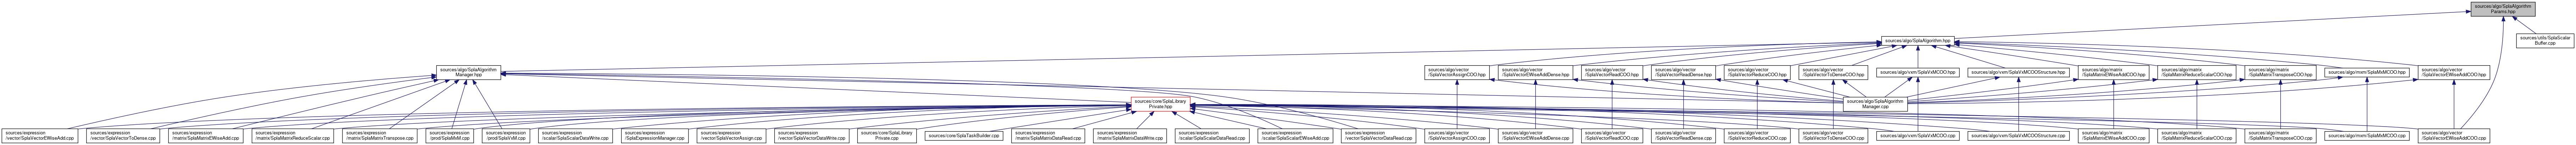 sources/algo/SplaAlgorithm
Params.hpp
sources/algo/SplaAlgorithm.hpp
sources/utils/SplaScalar
Buffer.cpp
sources/algo/SplaAlgorithm
Manager.hpp
sources/algo/vector
/SplaVectorAssignCOO.hpp
sources/algo/vector
/SplaVectorEWiseAddDense.hpp
sources/algo/vector
/SplaVectorReadCOO.hpp
sources/algo/vector
/SplaVectorReadDense.hpp
sources/algo/vector
/SplaVectorReduceCOO.hpp
sources/algo/vector
/SplaVectorToDenseCOO.hpp
sources/algo/vxm/SplaVxMCOO.hpp
sources/algo/vxm/SplaVxMCOOStructure.hpp
sources/algo/matrix
/SplaMatrixEWiseAddCOO.hpp
sources/algo/matrix
/SplaMatrixReduceScalarCOO.hpp
sources/algo/matrix
/SplaMatrixTransposeCOO.hpp
sources/algo/mxm/SplaMxMCOO.hpp
sources/algo/vector
/SplaVectorEWiseAddCOO.hpp
sources/core/SplaLibrary
Private.hpp
sources/algo/SplaAlgorithm
Manager.cpp
sources/expression
/vector/SplaVectorEWiseAdd.cpp
sources/expression
/vector/SplaVectorToDense.cpp
sources/expression
/matrix/SplaMatrixEWiseAdd.cpp
sources/expression
/matrix/SplaMatrixReduceScalar.cpp
sources/expression
/matrix/SplaMatrixTranspose.cpp
sources/expression
/prod/SplaMxM.cpp
sources/expression
/prod/SplaVxM.cpp
sources/expression
/scalar/SplaScalarDataWrite.cpp
sources/expression
/SplaExpressionManager.cpp
sources/expression
/vector/SplaVectorAssign.cpp
sources/expression
/vector/SplaVectorDataWrite.cpp
sources/core/SplaLibrary
Private.cpp
sources/core/SplaTaskBuilder.cpp
sources/expression
/matrix/SplaMatrixDataRead.cpp
sources/expression
/matrix/SplaMatrixDataWrite.cpp
sources/expression
/scalar/SplaScalarDataRead.cpp
sources/expression
/scalar/SplaScalarEWiseAdd.cpp
sources/expression
/vector/SplaVectorDataRead.cpp
sources/algo/vector
/SplaVectorAssignCOO.cpp
sources/algo/vector
/SplaVectorEWiseAddDense.cpp
sources/algo/vector
/SplaVectorReadCOO.cpp
sources/algo/vector
/SplaVectorReadDense.cpp
sources/algo/vector
/SplaVectorReduceCOO.cpp
sources/algo/vector
/SplaVectorToDenseCOO.cpp
sources/algo/vxm/SplaVxMCOO.cpp
sources/algo/vxm/SplaVxMCOOStructure.cpp
sources/algo/matrix
/SplaMatrixEWiseAddCOO.cpp
sources/algo/matrix
/SplaMatrixReduceScalarCOO.cpp
sources/algo/matrix
/SplaMatrixTransposeCOO.cpp
sources/algo/mxm/SplaMxMCOO.cpp
sources/algo/vector
/SplaVectorEWiseAddCOO.cpp